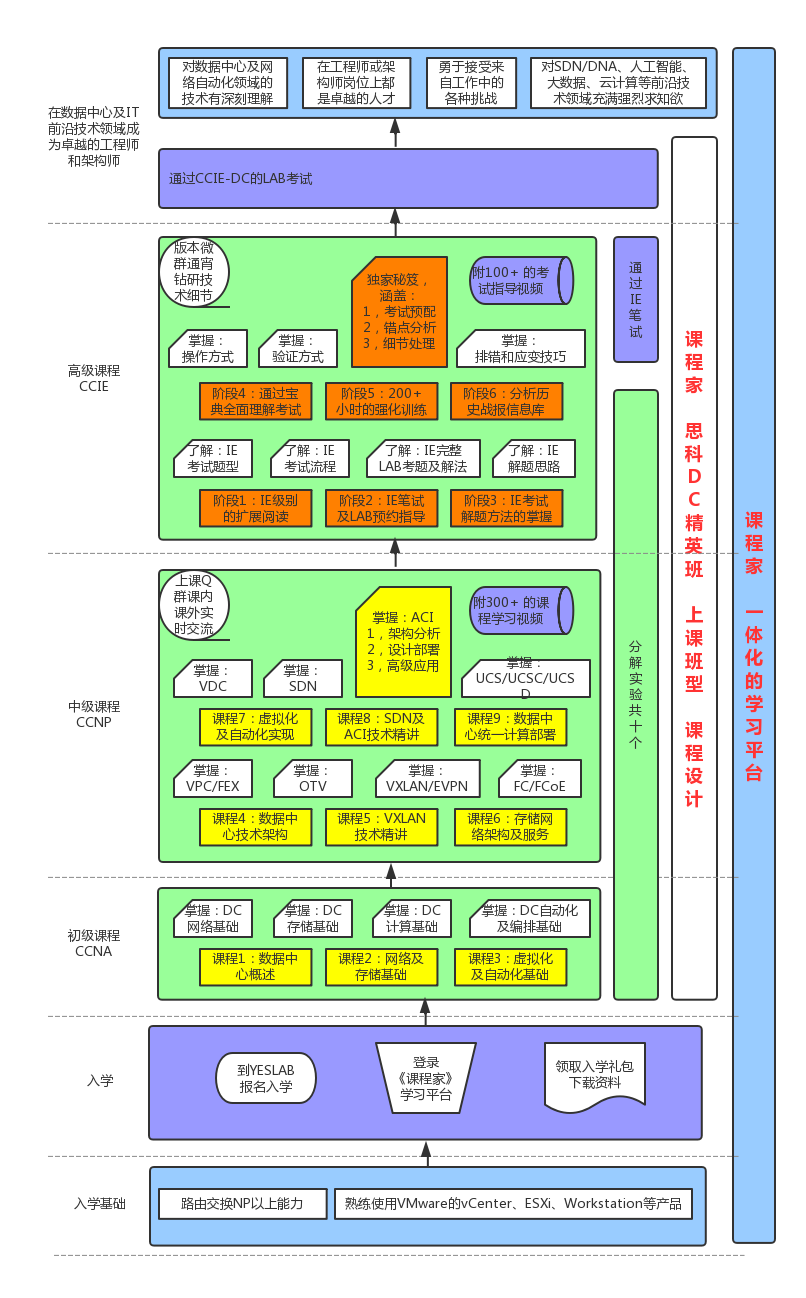 对数据中心及网
络自动化领域的
技术有深刻理解
在工程师或架
构师岗位上都
是卓越的人才
勇于接受来
自工作中的
各种挑战
对SDN/DNA、人工智能、
大数据、云计算等前沿技
术领域充满强烈求知欲
在数据中心及IT
前沿技术领域成
为卓越的工程师
和架构师
通过CCIE-DC的LAB考试
版本微
群通宵
钻研技
术细节
独家秘笈，
涵盖：
1，考试预配
2，错点分析
3，细节处理
附100+ 的考
试指导视频
掌握：
操作方式
掌握：
验证方式
掌握：
排错和应变技巧
高级课程
CCIE
阶段4：通过宝
典全面理解考试
阶段5：200+
小时的强化训练
阶段6：分析历
史战报信息库
了解：IE
考试题型
了解：IE
考试流程
了解：IE完整
LAB考题及解法
了解：IE
解题思路
阶段1：IE级别
的扩展阅读
阶段2：IE笔试
及LAB预约指导
阶段3：IE考试
解题方法的掌握
通过IE笔试
上课Q
群课内
课外实
时交流
掌握：ACI
1，架构分析
2，设计部署
3，高级应用
附300+ 的课
程学习视频
掌握：
VDC
掌握：
SDN
掌握：
UCS/UCSC/UCS
D
中级课程
CCNP
课程7：虚拟化
及自动化实现
课程8：SDN及
ACI技术精讲
课程9：数据中
心统一计算部署
掌握：
VPC/FEX
掌握：
OTV
掌握：
VXLAN/EVPN
掌握：
FC/FCoE
课程4：数据中
心技术架构
课程5：VXLAN
技术精讲
课程6：存储网
络架构及服务
分解实验共十个
掌握：DC
网络基础
掌握：DC
存储基础
掌握：DC
计算基础
掌握：DC自动化
及编排基础
初级课程
CCNA
课程1：数据中
心概述
课程2：网络及
存储基础
课程3：虚拟化
及自动化基础
课程家 思科DC精英班 上课班型 课程设计
课程家 一体化的学习平台
入学
到YESLAB
报名入学
登录
《课程家》
学习平台
领取入学礼包
下载资料
入学基础
路由交换NP以上能力
熟练使用VMware的vCenter、ESXi、Workstation等产品